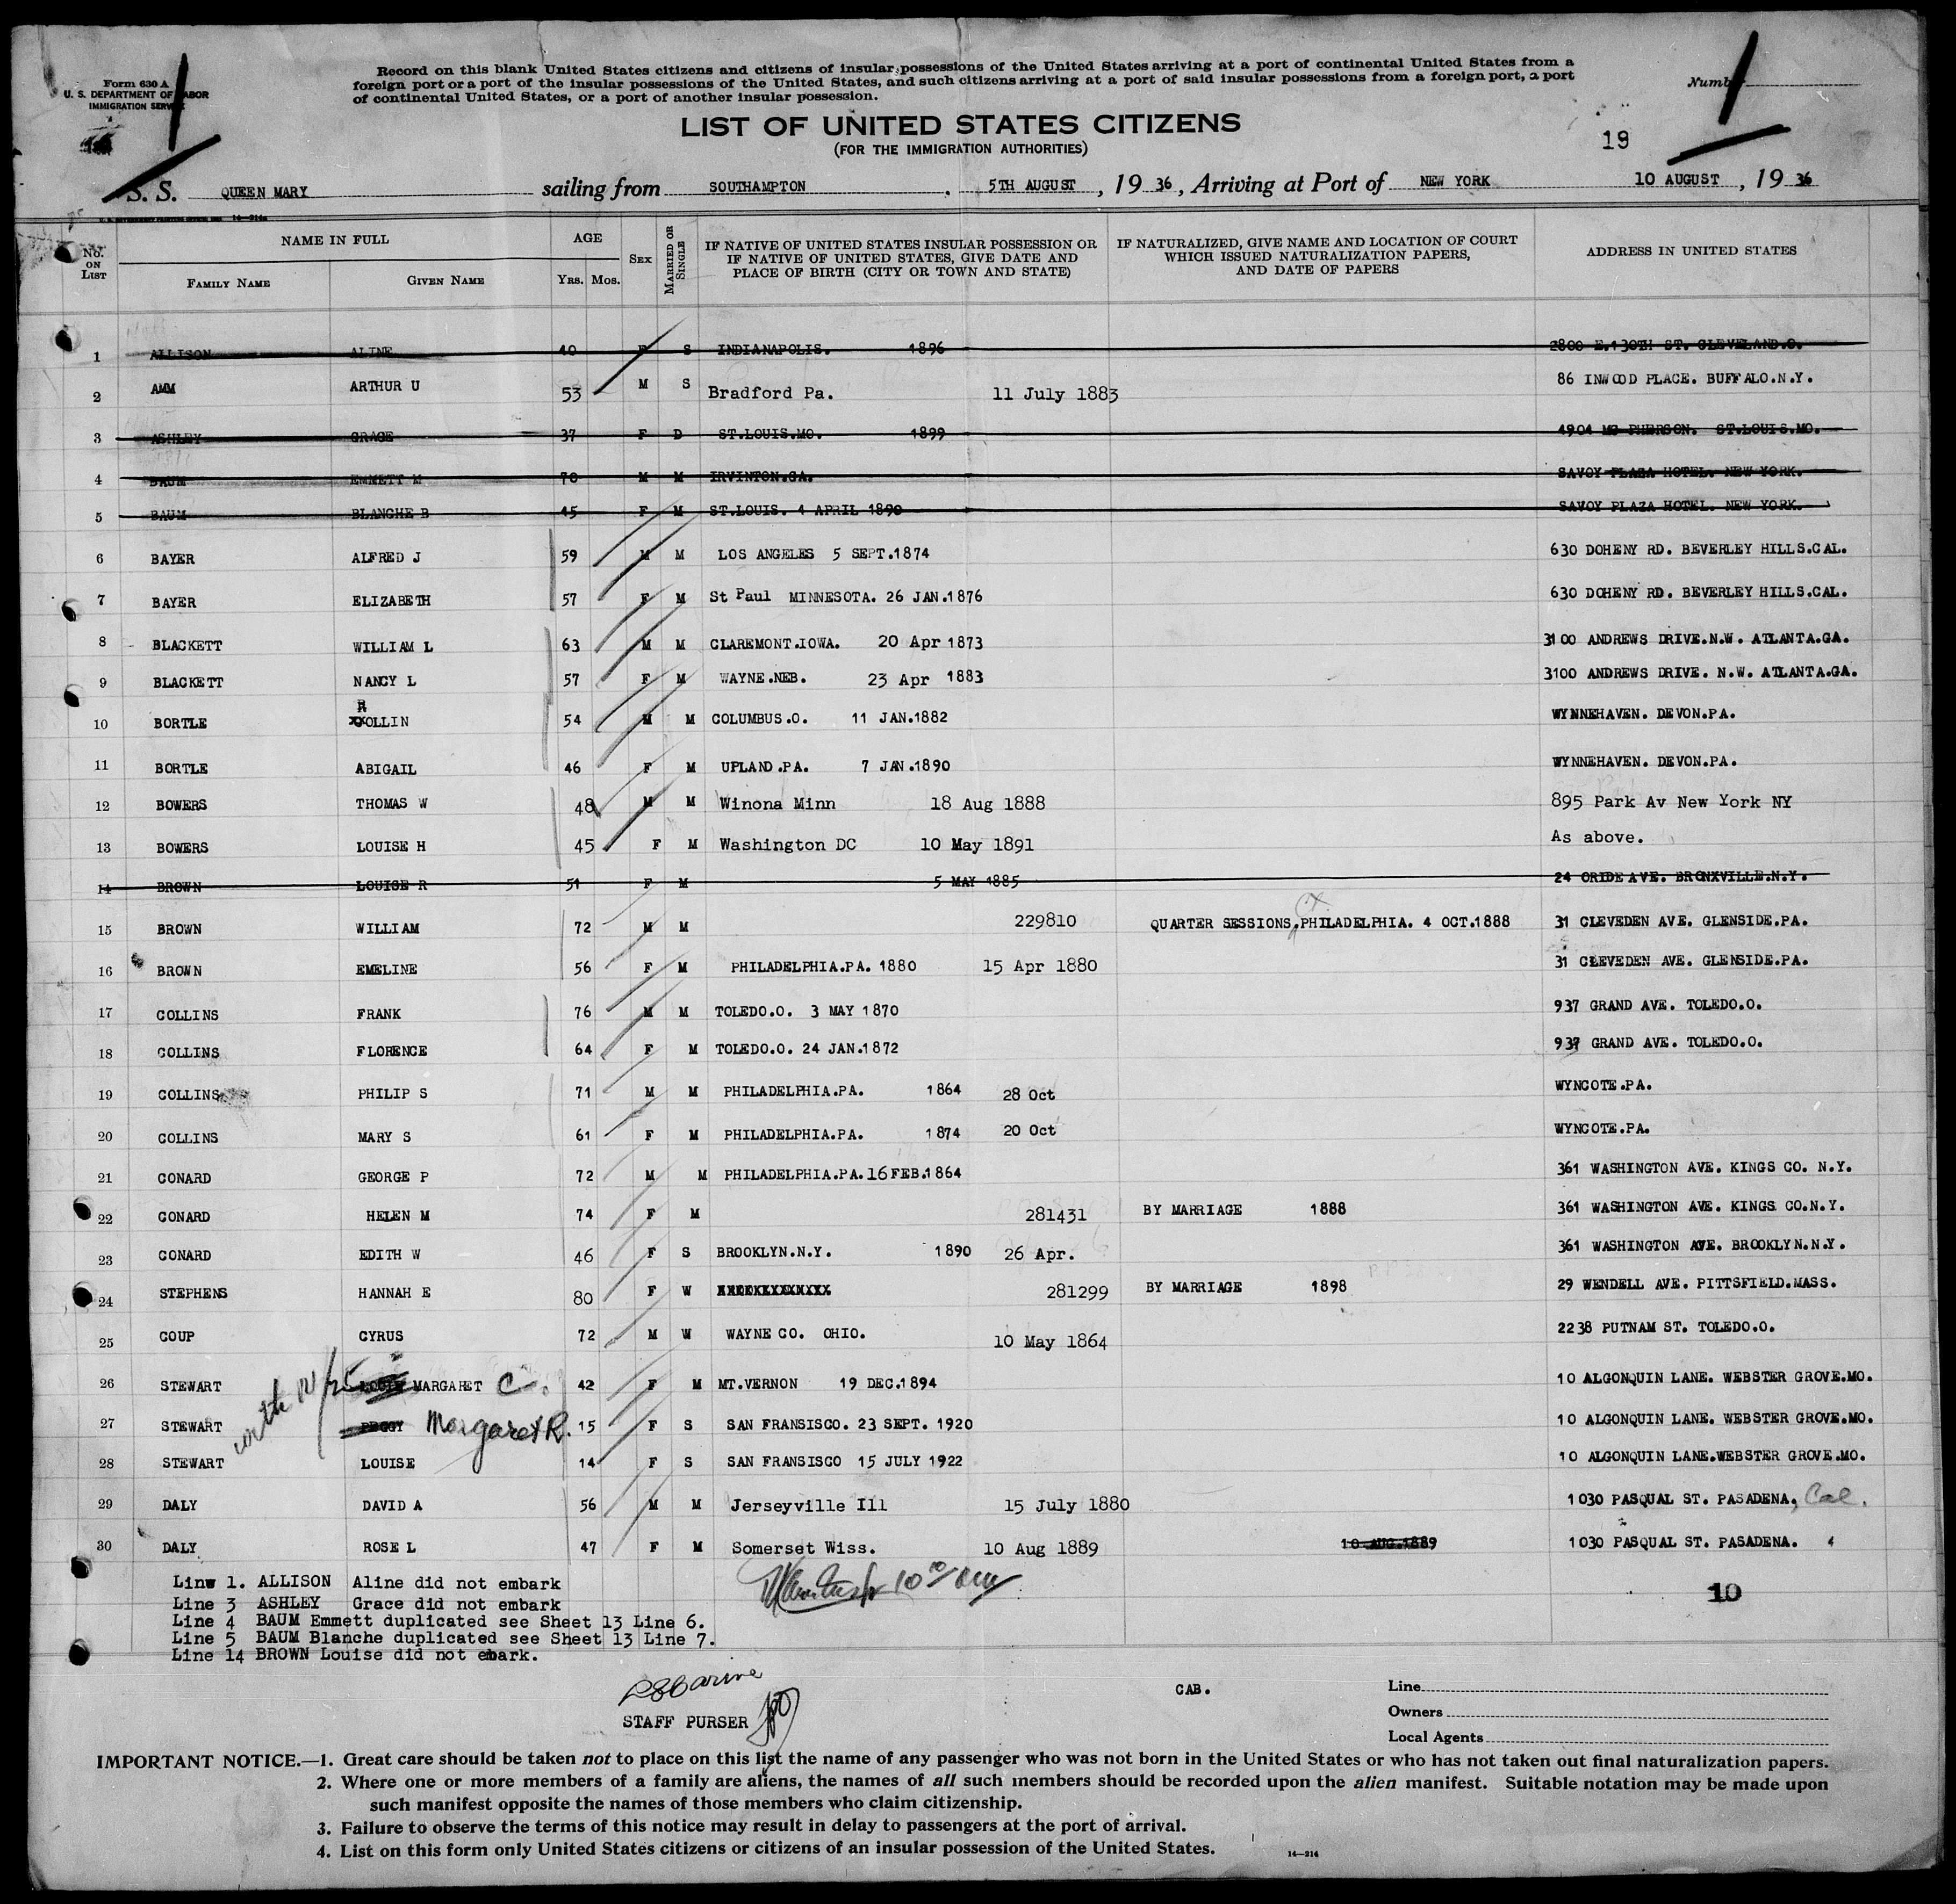 Form 630 A
U. S. DEPARTMENT OF LABOR
IMMIGRATION SERVICE
Record on this blank United States citizens and citizens of insular possessions of the United States arriving at a port of continental United States from a
foreign port or a port of the insular possessions of the United States, and such citizens arriving at a port of said insular possessions from a foreign port, a port
of continental United States, or a port of another insular possession.
Number
LIST OF UNITED STATES CITIZENS
(FOR THE IMMIGRATION AUTHORITIES)
19
S. S. QUEEN MARY sailing from SOUTHAMPTON, 5TH AUGUST, 19 36, Arriving at Port of NEW YORK 10 AUGUST, 19 36
No. ON LIST NAME IN FULL FAMILY NAME GIVEN NAME AGE YRS. MOS. SEX MARRIED OR SINGLE IF NATIVE OF UNITED STATES INSULAR POSSESSION OR IF NATIVE OF UNITED STATES, GIVE DATE AND PLACE OF BIRTH (CITY OR TOWN AND STATE) IF NATURALIZED, GIVE NAME AND LOCATION OF COURT WHICH ISSUED NATURALIZATION PAPERS, AND DATE OF PAPERS ADDRESS IN UNITED STATES
1 ALLISON ALINE 40 F S INDIANAPOLIS. 1896 2800 E.130TH ST. CLEVELAND.O.
2 AMM ARTHUR U 53 M S Bradford Pa. 11 July 1883 86 INWOOD PLACE. BUFFALO.N.Y.
3 ASHLEY GRACE 37 F D ST.LOUIS.MO. 1899 4904 MC PHERSON. ST.LOUIS.MO.
4 BAUM EMMETT M 70 M M IRVINTON.GA. SAVOY PLAZA HOTEL. NEW YORK.
5 BAUM BLANCHE B 45 F M ST.LOUIS. 4 APRIL 1890 SAVOY PLAZA HOTEL. NEW YORK.
6 BAYER ALFRED J 59 M M LOS ANGELES 5 SEPT.1874 630 DOHENY RD. BEVERLEY HILLS.CAL.
7 BAYER ELIZABETH 57 F M St Paul MINNESOTA. 26 JAN.1876 630 DOHENY RD. BEVERLEY HILLS.CAL.
8 BLACKETT WILLIAM L 63 M M CLAREMONT.IOWA. 20 Apr 1873 3100 ANDREWS DRIVE.N.W. ATLANTA.GA.
9 BLACKETT NANCY L 57 F M WAYNE.NEB. 23 Apr 1883 3100 ANDREWS DRIVE. N.W. ATLANTA.GA.
10 BORTLE ROLLIN 54 M M COLUMBUS.O. 11 JAN.1882 WYNNEHAVEN. DEVON.PA.
11 BORTLE ABIGAIL 46 F M UPLAND.PA. 7 JAN.1890 WYNNEHAVEN. DEVON.PA.
12 BOWERS THOMAS W 48 M M Winona Minn 18 Aug 1888 895 Park Av New York NY
13 BOWERS LOUISE H 45 F M Washington DC 10 May 1891 As above.
14 BROWN LOUISE R 51 F M 5 MAY 1885 24 ORIDE AVE. BRONXVILLE.N.Y.
15 BROWN WILLIAM 72 M M 229810 QUARTER SESSIONS, PHILADELPHIA. 4 OCT.1888 31 CLEVEDEN AVE. GLENSIDE.PA.
16 BROWN EMELINE 56 F M PHILADELPHIA.PA. 1880 15 Apr 1880 31 CLEVEDEN AVE. GLENSIDE.PA.
17 COLLINS FRANK 76 M M TOLEDO.O. 3 MAY 1870 937 GRAND AVE. TOLEDO.O.
18 COLLINS FLORENCE 64 F M TOLEDO.O. 24 JAN.1872 937 GRAND AVE. TOLEDO.O.
19 COLLINS PHILIP S 71 M M PHILADELPHIA.PA. 1864 28 Oct WYNCOTE.PA.
20 COLLINS MARY S 61 F M PHILADELPHIA.PA. 1874 20 Oct WYNCOTE.PA.
21 CONARD GEORGE P 72 M M PHILADELPHIA.PA. 16 FEB.1864 361 WASHINGTON AVE. KINGS CO. N.Y.
22 CONARD HELEN M 74 F M 281431 BY MARRIAGE 1888 361 WASHINGTON AVE. KINGS CO.N.Y.
23 CONARD EDITH W 46 F S BROOKLYN.N.Y. 1890 26 Apr. 361 WASHINGTON AVE. BROOKLYN.N.Y.
24 STEPHENS HANNAH E 80 F W 281299 BY MARRIAGE 1898 29 WENDELL AVE. PITTSFIELD.MASS.
25 COUP CYRUS 72 M W WAYNE CO. OHIO. 10 May 1864 2238 PUTNAM ST. TOLEDO.O.
26 STEWART MARGARET C. 42 F M MT.VERNON 19 DEC.1894 10 ALGONQUIN LANE. WEBSTER GROVE.MO.
27 STEWART PEGGY Margaret R. 15 F S SAN FRANSISCO. 23 SEPT. 1920 10 ALGONQUIN LANE. WEBSTER GROVE.MO.
28 STEWART LOUISE 14 F S SAN FRANSISCO 15 JULY 1922 10 ALGONQUIN LANE.WEBSTER GROVE.MO.
29 DALY DAVID A 56 M M Jerseyville Ill 15 July 1880 1030 PASQUAL ST. PASADENA, Cal.
30 DALY ROSE L 47 F M Somerset Wiss. 10 Aug 1889 10 AUG.1889 1030 PASQUAL ST. PASADENA.
Line 1. ALLISON Aline did not embark
Line 3 ASHLEY Grace did not embark
Line 4 BAUM Emmett duplicated see Sheet 13 Line 6.
Line 5 BAUM Blanche duplicated see Sheet 13 Line 7.
Line 14 BROWN Louise did not embark.
10
STAFF PURSER
CAB.
Line
Owners
Local Agents
IMPORTANT NOTICE.—1. Great care should be taken not to place on this list the name of any passenger who was not born in the United States or who has not taken out final naturalization papers.
2. Where one or more members of a family are aliens, the names of all such members should be recorded upon the alien manifest. Suitable notation may be made upon
such manifest opposite the names of those members who claim citizenship.
3. Failure to observe the terms of this notice may result in delay to passengers at the port of arrival.
4. List on this form only United States citizens or citizens of an insular possession of the United States.
14—214